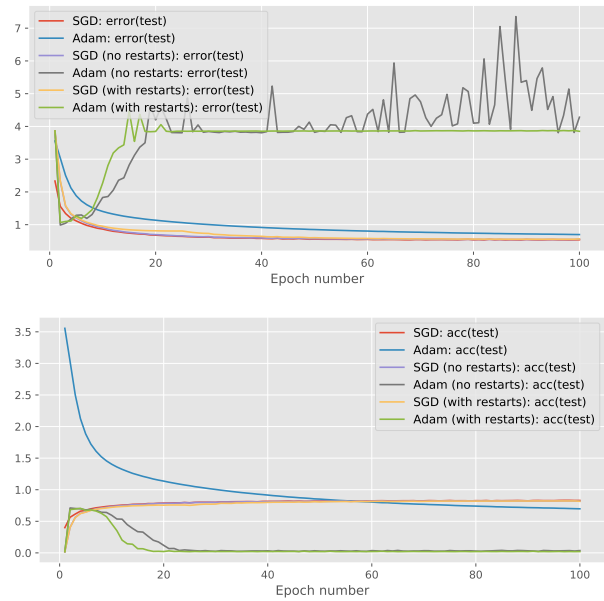 7
6
5
4
3
2
1
SGD: error(test)
Adam: error(test)
SGD (no restarts): error(test)
Adam (no restarts: error(test)
SGD (with restarts): error(test)
Adam (with restarts): error(test)
0 20 40 60 80 100
Epoch number
3.5
3.0
2.5
2.0
1.5
1.0
0.5
0.0
SGD: acc(test)
Adam: acc(test)
SGD (no restarts): acc(test)
Adam (no restarts): acc(test)
SGD (with restarts): acc(test)
Adam (with restarts): acc(test)
0 20 40 60 80 100
Epoch number